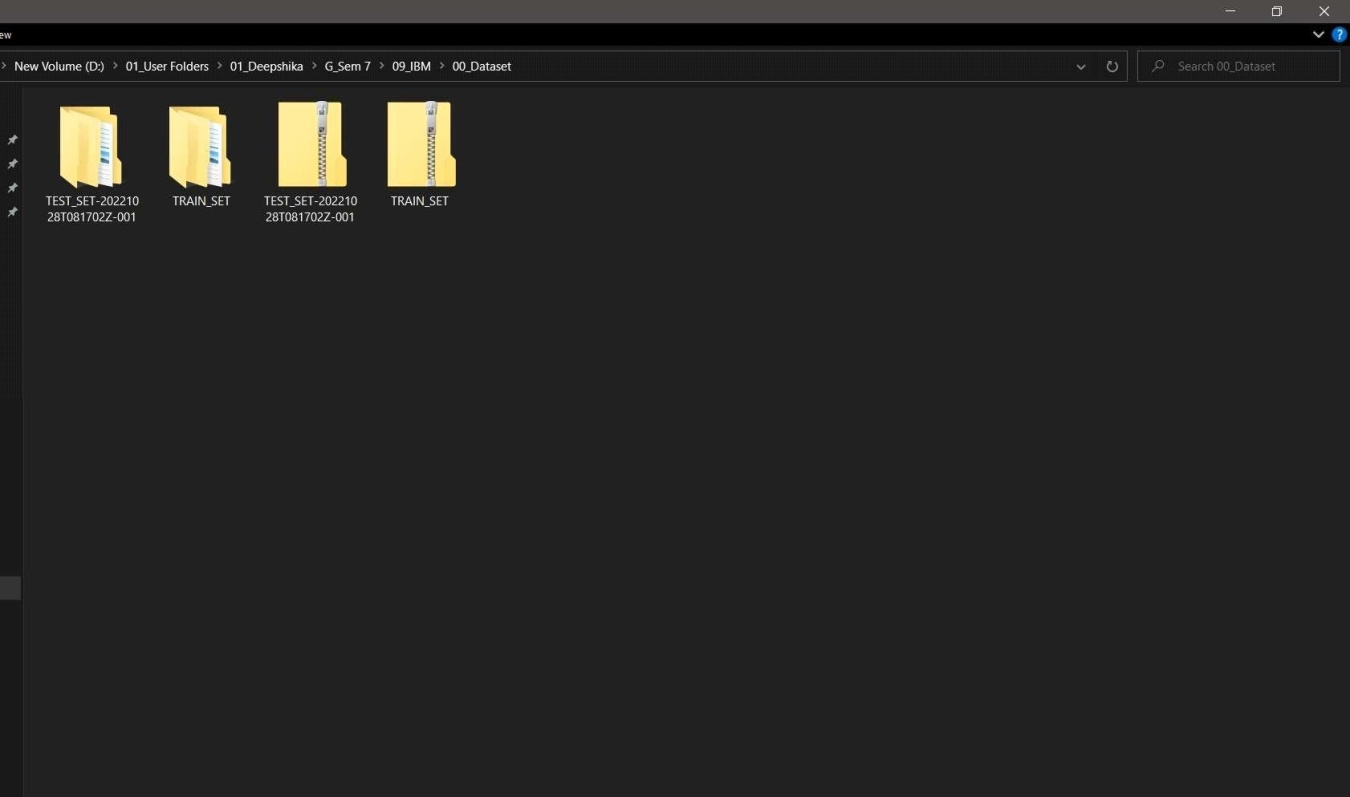 ew
?
New Volume (D:) > 01_User Folders > 01_Deepshika > G_Sem 7 > 09_IBM > 00_Dataset
Search 00_Dataset
TEST_SET-202210
28T081702Z-001
TRAIN_SET
TEST_SET-202210
28T081702Z-001
TRAIN_SET